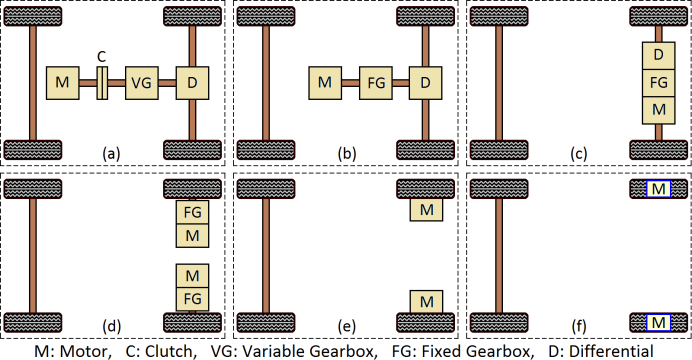 C
M VG D
(a)
M FG D
(b)
D
FG
M
(c)
FG
M
M
FG
(d)
M
M
(e)
M
M
(f)
M: Motor, C: Clutch, VG: Variable Gearbox, FG: Fixed Gearbox, D: Differential